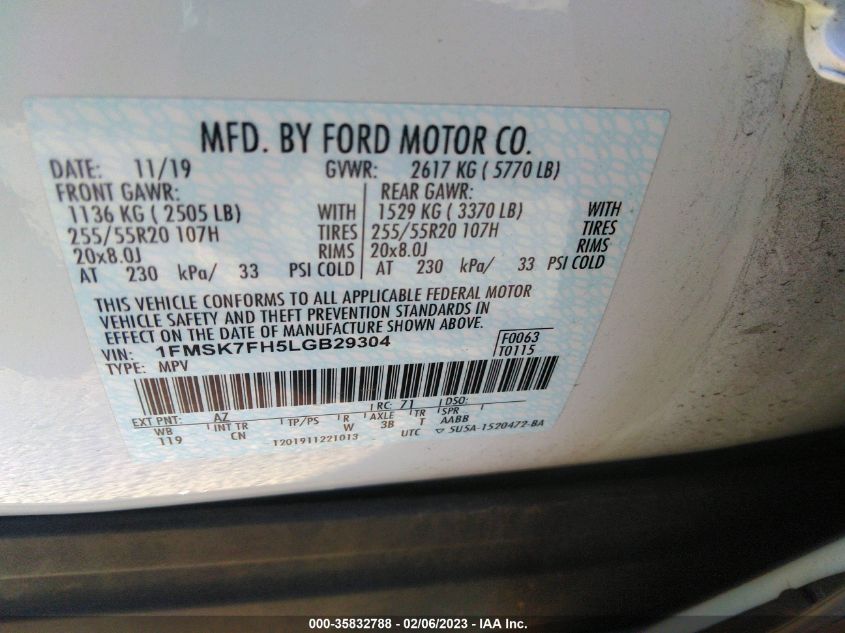 MFD. BY FORD MOTOR CO.
DATE: 11/19 GVWR: 2617 KG ( 5770 LB)
FRONT GAWR: REAR GAWR:
1136 KG ( 2505 LB) WITH 1529 KG ( 3370 LB) WITH
255/55R20 107H TIRES 255/55R20 107H TIRES
20x8.0J RIMS 20x8.0J RIMS
AT 230 kPa/ 33 PSI COLD AT 230 kPa/ 33 PSI COLD
THIS VEHICLE CONFORMS TO ALL APPLICABLE FEDERAL MOTOR
VEHICLE SAFETY AND THEFT PREVENTION STANDARDS IN
EFFECT ON THE DATE OF MANUFACTURE SHOWN ABOVE.
VIN: 1FMSK7FH5LGB29304 F0063
TYPE: MPV T0115
EXT PNT: AZ RC: 71 DSO:
WB INT TR TP/PS R AXLE TR SPR
119 CN W 3B T AABB
1201911221013 UTC ▽ 5U5A-1520472-BA
000-35832788 - 02/06/2023 - IAA Inc.